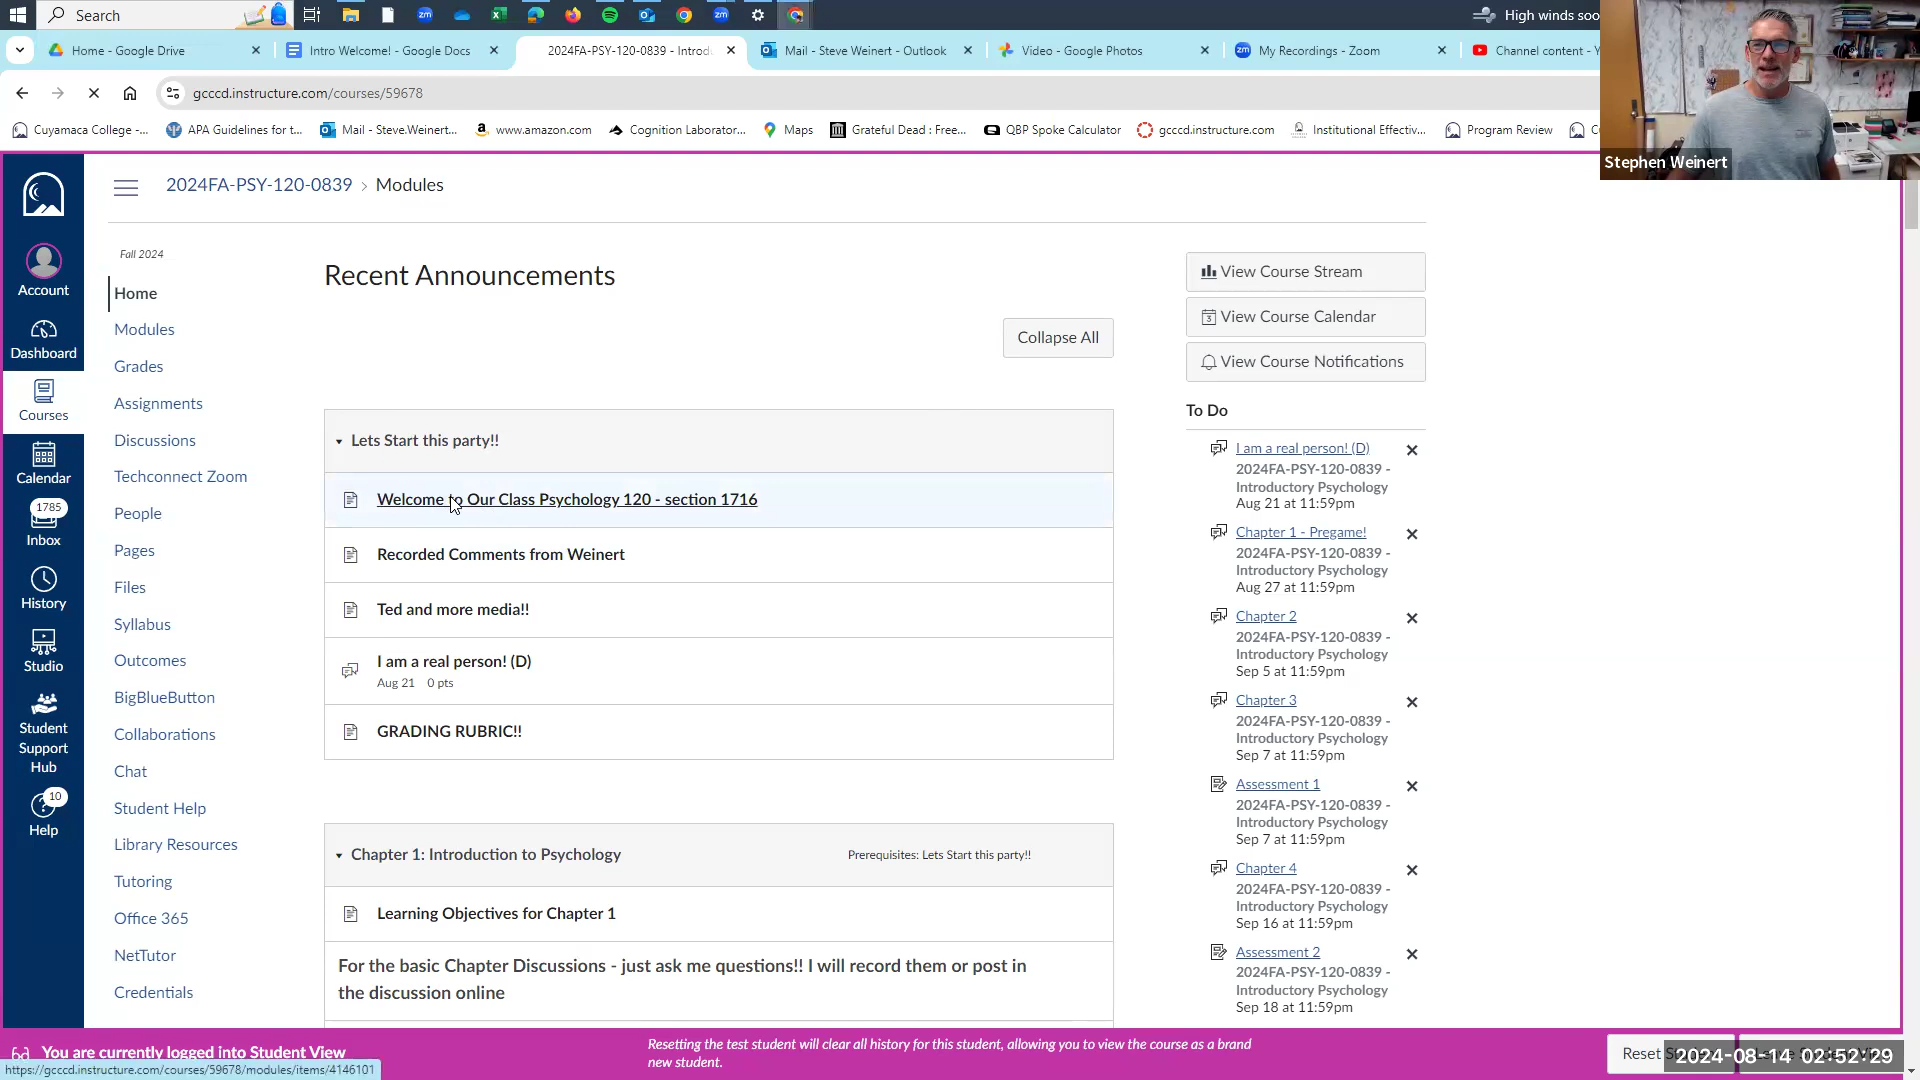 Search
High winds soo
Home - Google Drive
Intro Welcome! - Google Docs
2024FA-PSY-120-0839 - Introdu
Mail - Steve Weinert - Outlook
Video - Google Photos
My Recordings - Zoom
Channel content - Y
gcccd.instructure.com/courses/59678
Cuyamaca College -...
APA Guidelines for t...
Mail - Steve.Weinert...
www.amazon.com
Cognition Laborator...
Maps
Grateful Dead : Free...
QBP Spoke Calculator
gcccd.instructure.com
Institutional Effectiv...
Program Review
Stephen Weinert
2024FA-PSY-120-0839 › Modules
Account
Dashboard
Courses
Calendar
1785
Inbox
History
Studio
Student
Support
Hub
10
Help
Fall 2024
Home
Modules
Grades
Assignments
Discussions
Techconnect Zoom
People
Pages
Files
Syllabus
Outcomes
BigBlueButton
Collaborations
Chat
Student Help
Library Resources
Tutoring
Office 365
NetTutor
Credentials
Recent Announcements
Collapse All
Lets Start this party!!
Welcome to Our Class Psychology 120 - section 1716
Recorded Comments from Weinert
Ted and more media!!
I am a real person! (D)
Aug 21 0 pts
GRADING RUBRIC!!
Chapter 1: Introduction to Psychology
Prerequisites: Lets Start this party!!
Learning Objectives for Chapter 1
For the basic Chapter Discussions - just ask me questions!! I will record them or post in
the discussion online
View Course Stream
View Course Calendar
View Course Notifications
To Do
I am a real person! (D)
2024FA-PSY-120-0839 -
Introductory Psychology
Aug 21 at 11:59pm
Chapter 1 - Pregame!
2024FA-PSY-120-0839 -
Introductory Psychology
Aug 27 at 11:59pm
Chapter 2
2024FA-PSY-120-0839 -
Introductory Psychology
Sep 5 at 11:59pm
Chapter 3
2024FA-PSY-120-0839 -
Introductory Psychology
Sep 7 at 11:59pm
Assessment 1
2024FA-PSY-120-0839 -
Introductory Psychology
Sep 7 at 11:59pm
Chapter 4
2024FA-PSY-120-0839 -
Introductory Psychology
Sep 16 at 11:59pm
Assessment 2
2024FA-PSY-120-0839 -
Introductory Psychology
Sep 18 at 11:59pm
You are currently logged into Student View
Resetting the test student will clear all history for this student, allowing you to view the course as a brand
new student.
Reset
2024-08-14 02:52:29
https://gcccd.instructure.com/courses/59678/modules/items/4146101